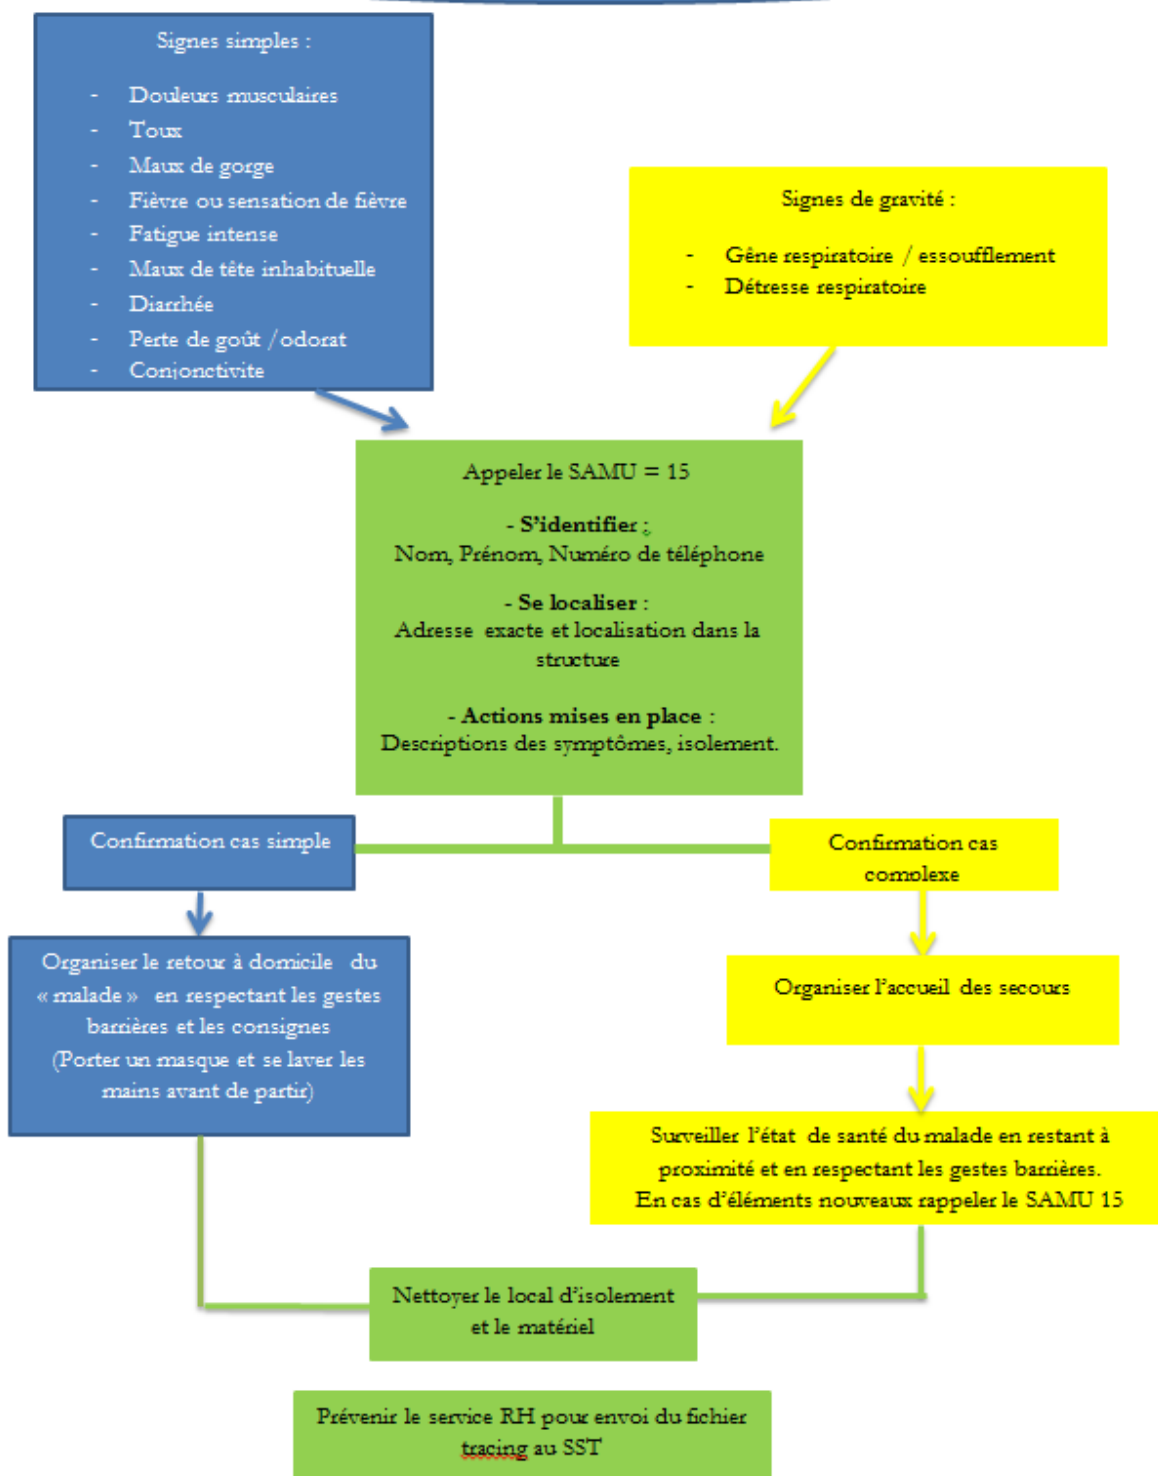 Signes simples :
- Douleurs musculaires
- Toux
- Maux de gorge
- Fièvre ou sensation de fièvre
- Fatigue intense
- Maux de tête inhabituelle
- Diarrhée
- Perte de goût /odorat
- Conjonctivite
Signes de gravité :
- Gêne respiratoire / essoufflement
- Détresse respiratoire
Appeler le SAMU = 15
- S’identifier :
Nom, Prénom, Numéro de téléphone
- Se localiser :
Adresse exacte et localisation dans la
structure
- Actions mises en place :
Descriptions des symptômes, isolement.
Confirmation cas simple
Organiser le retour à domicile du
« malade » en respectant les gestes
barrières et les consignes
(Porter un masque et se laver les
mains avant de partir)
Confirmation cas
complexe
Organiser l’accueil des secours
Surveiller l’état de santé du malade en restant à
proximité et en respectant les gestes barrières.
En cas d’éléments nouveaux rappeler le SAMU 15
Nettoyer le local d’isolement
et le matériel
Prévenir le service RH pour envoi du fichier
tracing au SST